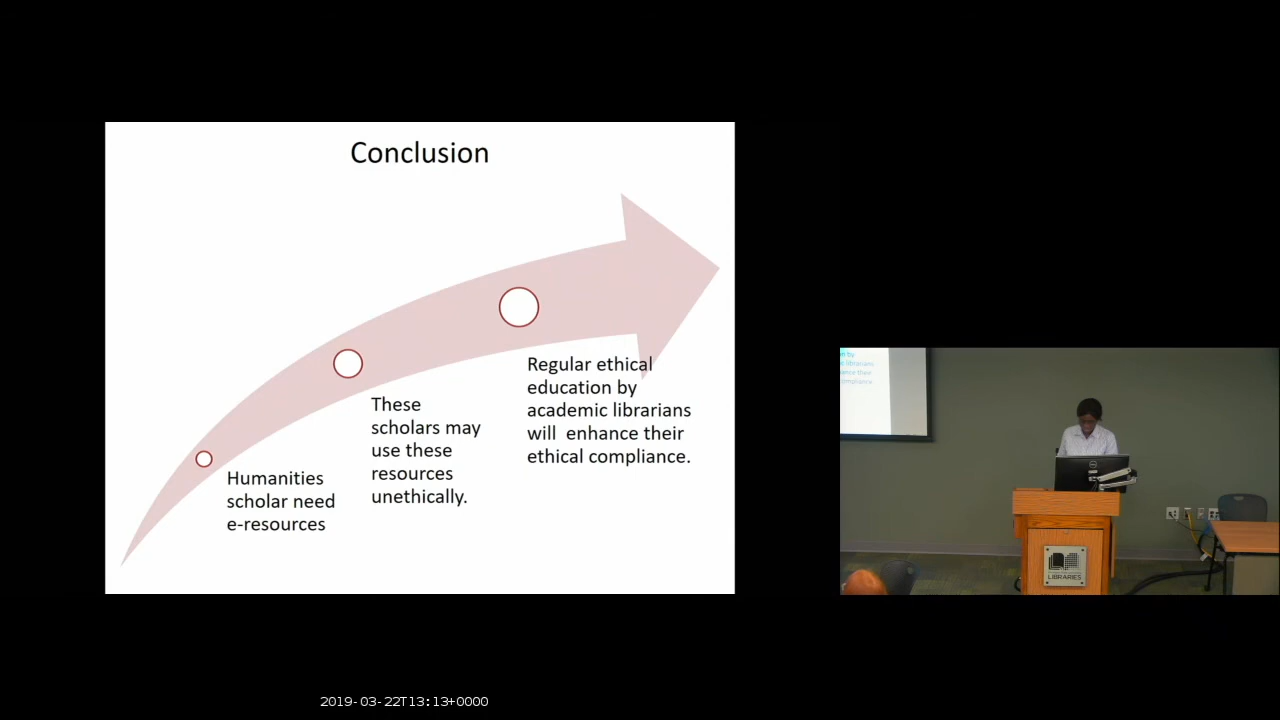 Conclusion
Humanities
scholar need
e-resources
These
scholars may
use these
resources
unethically.
Regular ethical
education by
academic librarians
will  enhance their
ethical compliance.
LIBRARIES
2019-03-22T13:13+0000